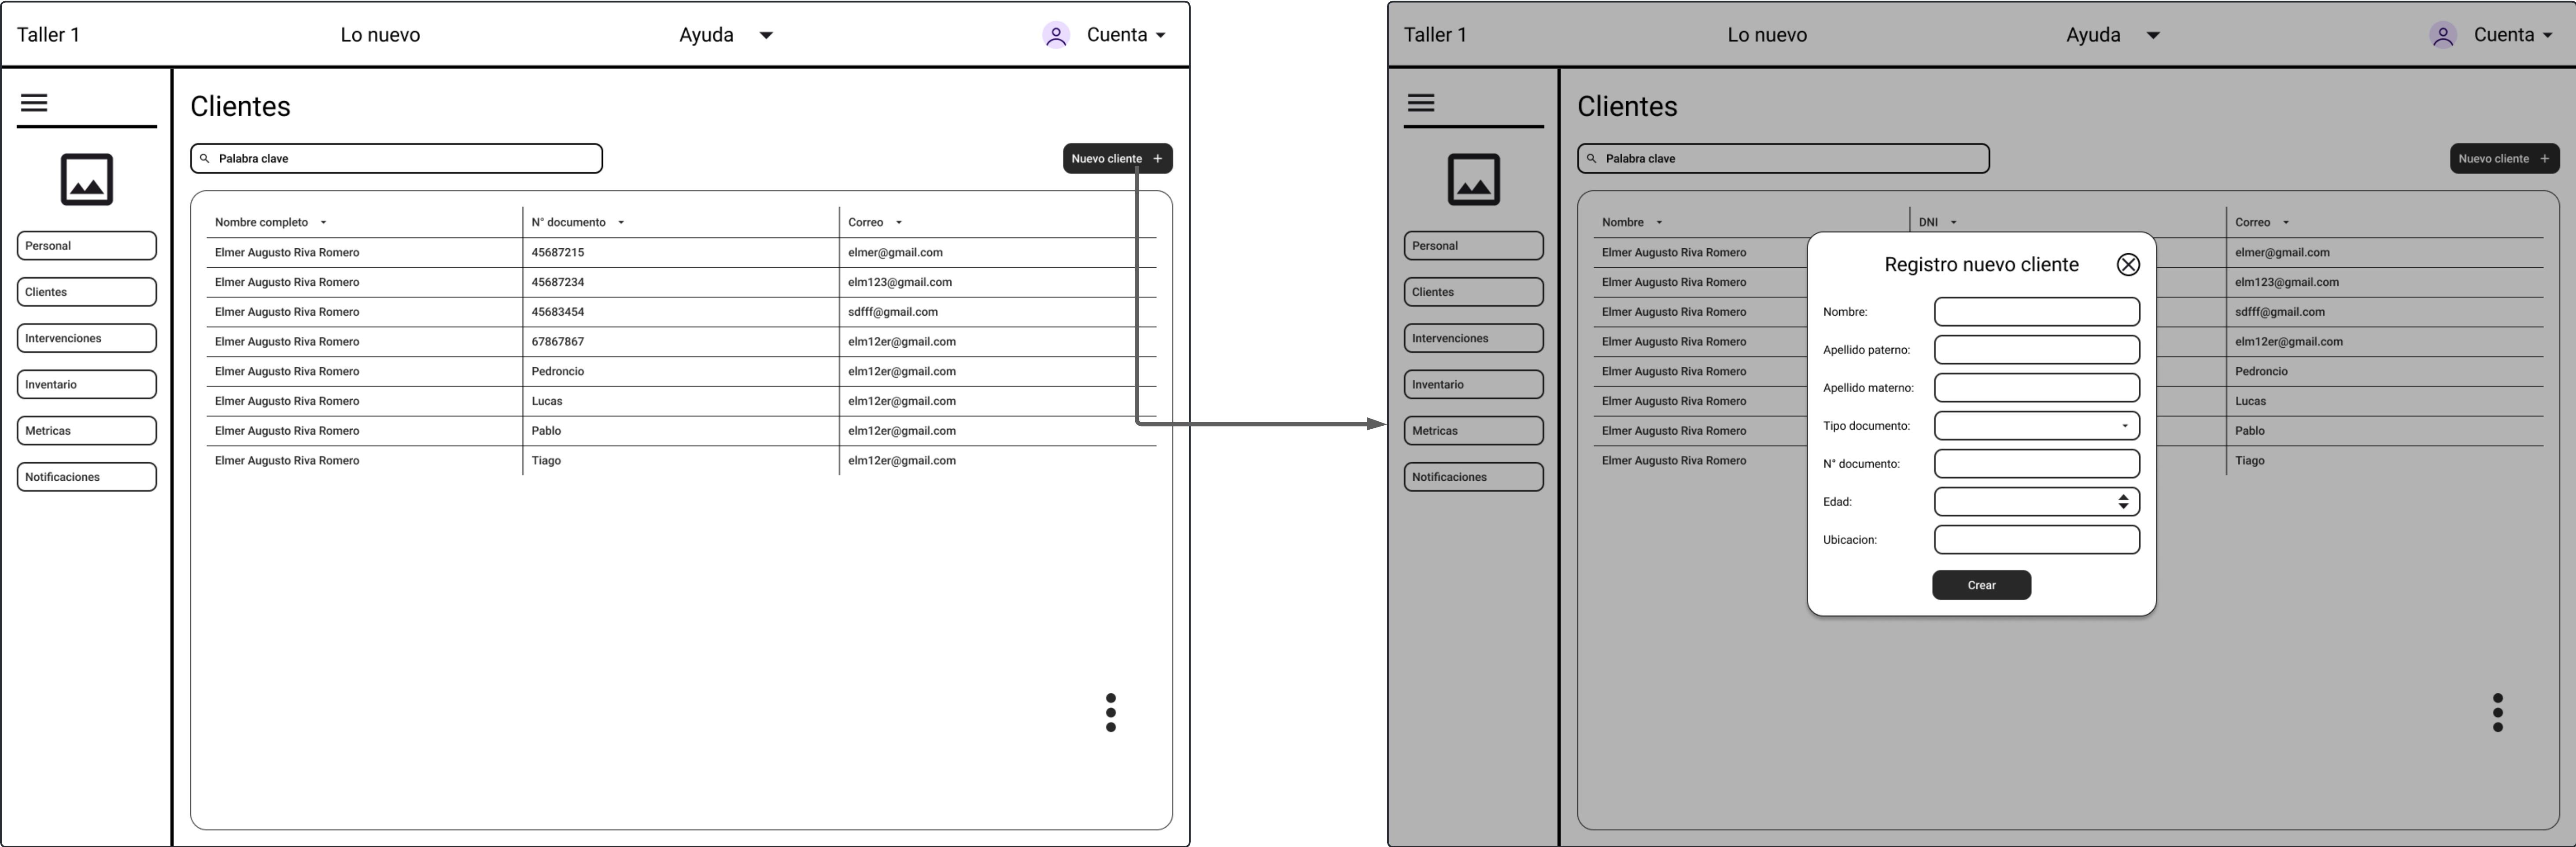 Taller 1 Lo nuevo Ayuda Cuenta
Clientes
Palabra clave Nuevo cliente +
Personal
Clientes
Intervenciones
Inventario
Metricas
Notificaciones
Nombre completo N° documento Correo
Elmer Augusto Riva Romero 45687215 elmer@gmail.com
Elmer Augusto Riva Romero 45687234 elm123@gmail.com
Elmer Augusto Riva Romero 45683454 sdfff@gmail.com
Elmer Augusto Riva Romero 67867867 elm12er@gmail.com
Elmer Augusto Riva Romero Pedroncio elm12er@gmail.com
Elmer Augusto Riva Romero Lucas elm12er@gmail.com
Elmer Augusto Riva Romero Pablo elm12er@gmail.com
Elmer Augusto Riva Romero Tiago elm12er@gmail.com
Taller 1 Lo nuevo Ayuda Cuenta
Clientes
Palabra clave Nuevo cliente +
Personal
Clientes
Intervenciones
Inventario
Metricas
Notificaciones
Nombre DNI Correo
Elmer Augusto Riva Romero elmer@gmail.com
Elmer Augusto Riva Romero elm123@gmail.com
Elmer Augusto Riva Romero sdfff@gmail.com
Elmer Augusto Riva Romero elm12er@gmail.com
Elmer Augusto Riva Romero Pedroncio
Elmer Augusto Riva Romero Lucas
Elmer Augusto Riva Romero Pablo
Elmer Augusto Riva Romero Tiago
Registro nuevo cliente
Nombre:
Apellido paterno:
Apellido materno:
Tipo documento:
N° documento:
Edad:
Ubicacion:
Crear